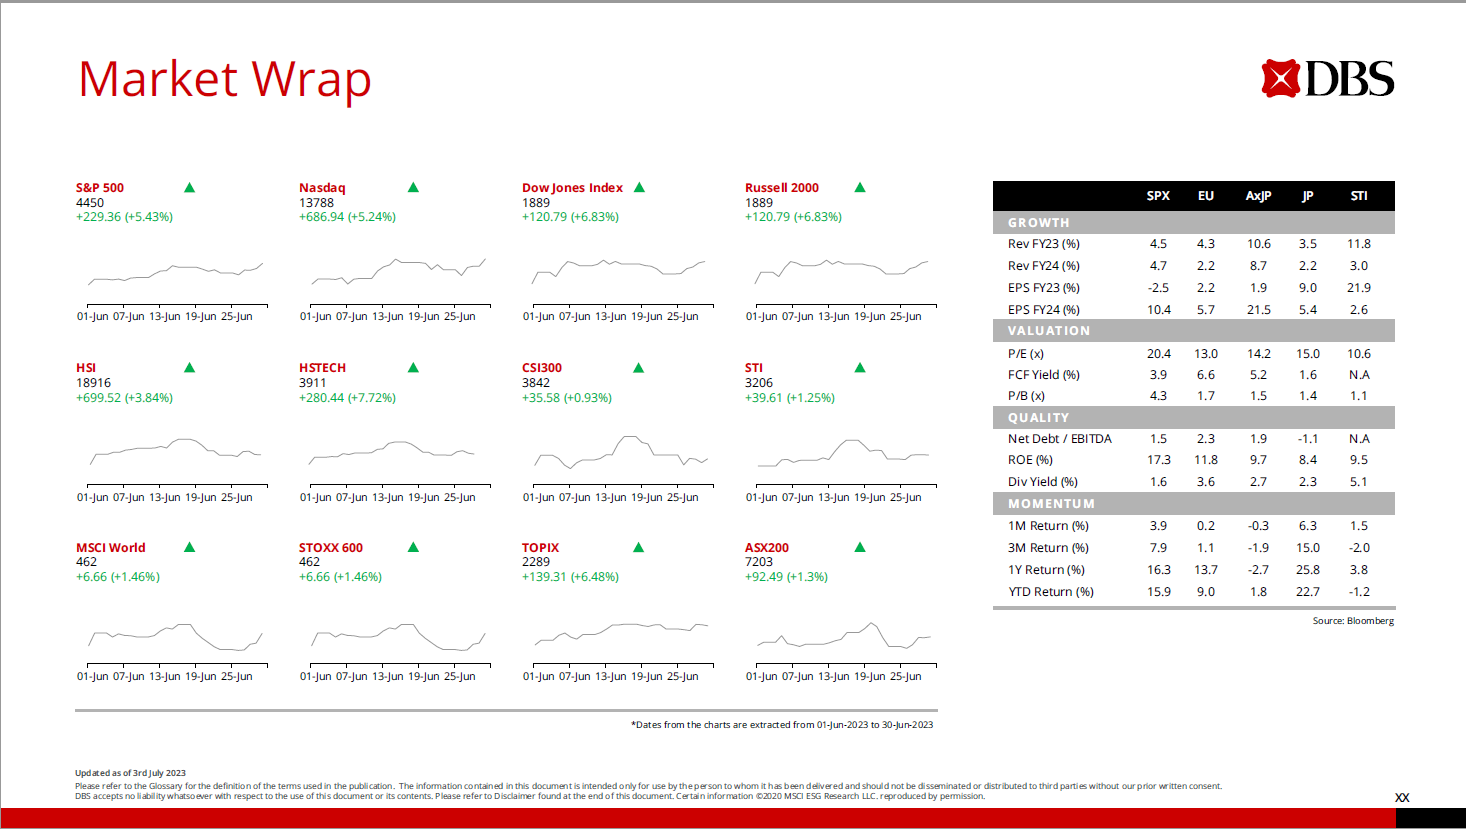 Market Wrap
DBS
S&P 500 ▲
4450
+229.36 (+5.43%)
01-Jun 07-Jun 13-Jun 19-Jun 25-Jun
Nasdaq ▲
13788
+686.94 (+5.24%)
01-Jun 07-Jun 13-Jun 19-Jun 25-Jun
Dow Jones Index ▲
1889
+120.79 (+6.83%)
01-Jun 07-Jun 13-Jun 19-Jun 25-Jun
Russell 2000 ▲
1889
+120.79 (+6.83%)
01-Jun 07-Jun 13-Jun 19-Jun 25-Jun
HSI ▲
18916
+699.52 (+3.84%)
01-Jun 07-Jun 13-Jun 19-Jun 25-Jun
HSTECH ▲
3911
+280.44 (+7.72%)
01-Jun 07-Jun 13-Jun 19-Jun 25-Jun
CSI300 ▲
3842
+35.58 (+0.93%)
01-Jun 07-Jun 13-Jun 19-Jun 25-Jun
STI ▲
3206
+39.61 (+1.25%)
01-Jun 07-Jun 13-Jun 19-Jun 25-Jun
MSCI World ▲
462
+6.66 (+1.46%)
01-Jun 07-Jun 13-Jun 19-Jun 25-Jun
STOXX 600 ▲
462
+6.66 (+1.46%)
01-Jun 07-Jun 13-Jun 19-Jun 25-Jun
TOPIX ▲
2289
+139.31 (+6.48%)
01-Jun 07-Jun 13-Jun 19-Jun 25-Jun
ASX200 ▲
7203
+92.49 (+1.3%)
01-Jun 07-Jun 13-Jun 19-Jun 25-Jun
*Dates from the charts are extracted from 01-Jun-2023 to 30-Jun-2023
SPX EU AxJP JP STI
GROWTH
Rev FY23 (%) 4.5 4.3 10.6 3.5 11.8
Rev FY24 (%) 4.7 2.2 8.7 2.2 3.0
EPS FY23 (%) -2.5 2.2 1.9 9.0 21.9
EPS FY24 (%) 10.4 5.7 21.5 5.4 2.6
VALUATION
P/E (x) 20.4 13.0 14.2 15.0 10.6
FCF Yield (%) 3.9 6.6 5.2 1.6 N.A
P/B (x) 4.3 1.7 1.5 1.4 1.1
QUALITY
Net Debt / EBITDA 1.5 2.3 1.9 -1.1 N.A
ROE (%) 17.3 11.8 9.7 8.4 9.5
Div Yield (%) 1.6 3.6 2.7 2.3 5.1
MOMENTUM
1M Return (%) 3.9 0.2 -0.3 6.3 1.5
3M Return (%) 7.9 1.1 -1.9 15.0 -2.0
1Y Return (%) 16.3 13.7 -2.7 25.8 3.8
YTD Return (%) 15.9 9.0 1.8 22.7 -1.2
Source: Bloomberg
Updated as of 3rd July 2023
Please refer to the Glossary for the definition of the terms used in the publication. The information contained in this document is intended only for use by the person to whom it has been delivered and should not be disseminated or distributed to third parties without our prior written consent.
DBS accepts no liability whatsoever with respect to the use of this document or its contents. Please refer to Disclaimer found at the end of this document. Certain information ©2020 MSCI ESG Research LLC, reproduced by permission.
XX